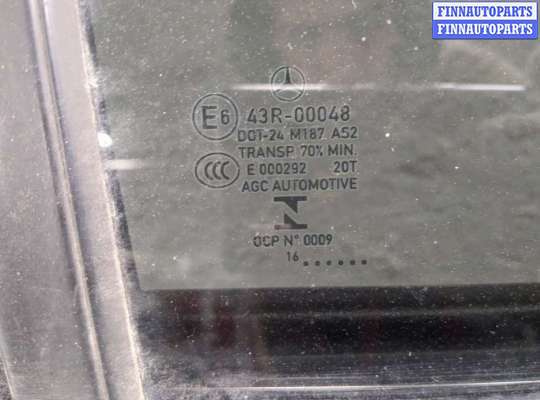 FINNAUTOPARTS
FINNAUTOPARTS
E6 43R-00048
DOT-24 M187 AS2
TRANSP. 70% MIN.
CCC E 000292 20T
AGC AUTOMOTIVE
N
OCP N° 0009
16 ......